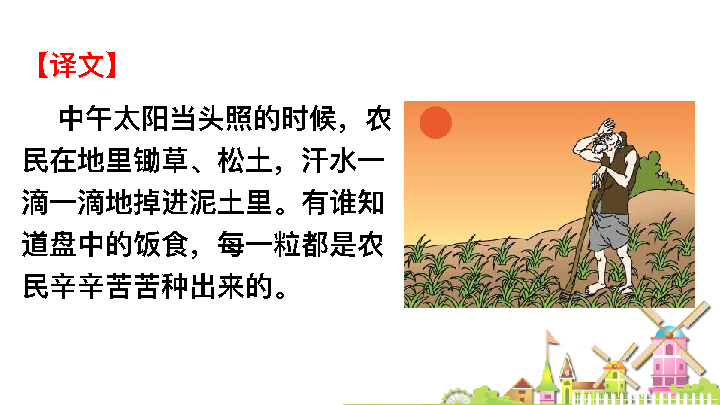 【译文】
中午太阳当头照的时候，农
民在地里锄草、松土，汗水一
滴一滴地掉进泥土里。有谁知
道盘中的饭食，每一粒都是农
民辛辛苦苦种出来的。